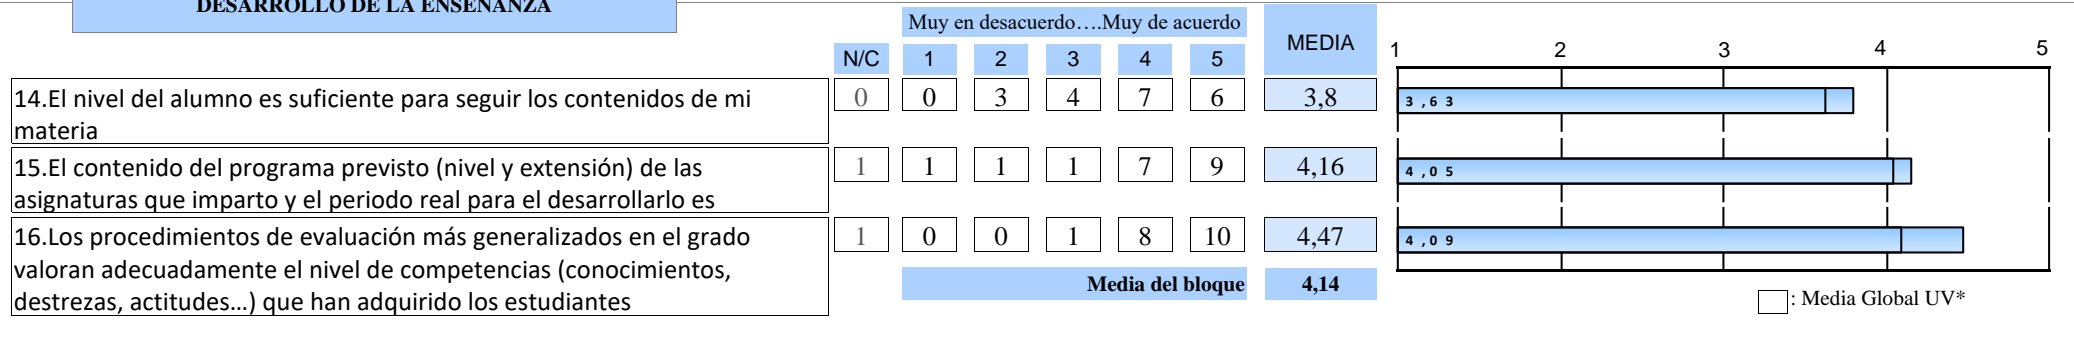 DESARROLLO DE LA ENSEÑANZA
Muy en desacuerdo….Muy de acuerdo
MEDIA
N/C 1 2 3 4 5
1 2 3 4 5
14.El nivel del alumno es suficiente para seguir los contenidos de mi
materia
0 0 3 4 7 6 3,8
3,63
15.El contenido del programa previsto (nivel y extensión) de las
asignaturas que imparto y el periodo real para el desarrollarlo es
1 1 1 1 7 9 4,16
4,05
16.Los procedimientos de evaluación más generalizados en el grado
valoran adecuadamente el nivel de competencias (conocimientos,
destrezas, actitudes…) que han adquirido los estudiantes
1 0 0 1 8 10 4,47
4,09
Media del bloque 4,14
: Media Global UV*